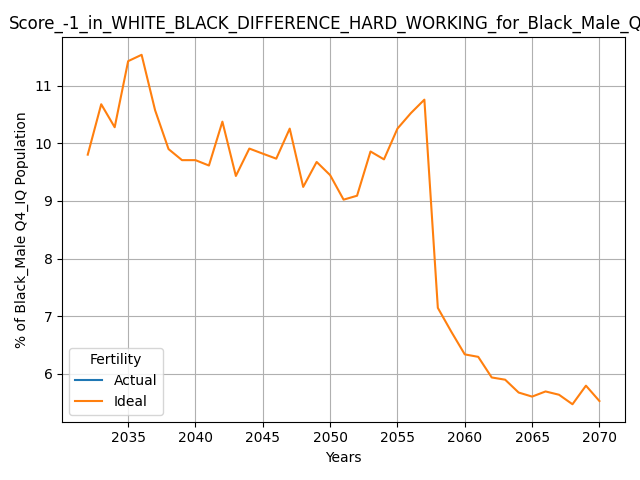 Score_-1_in_WHITE_BLACK_DIFFERENCE_HARD_WORKING_for_Black_Male_Q
% of Black_Male Q4_IQ Population
11
10
9
8
7
6
Fertility
Actual
Ideal
2035 2040 2045 2050 2055 2060 2065 2070
Years